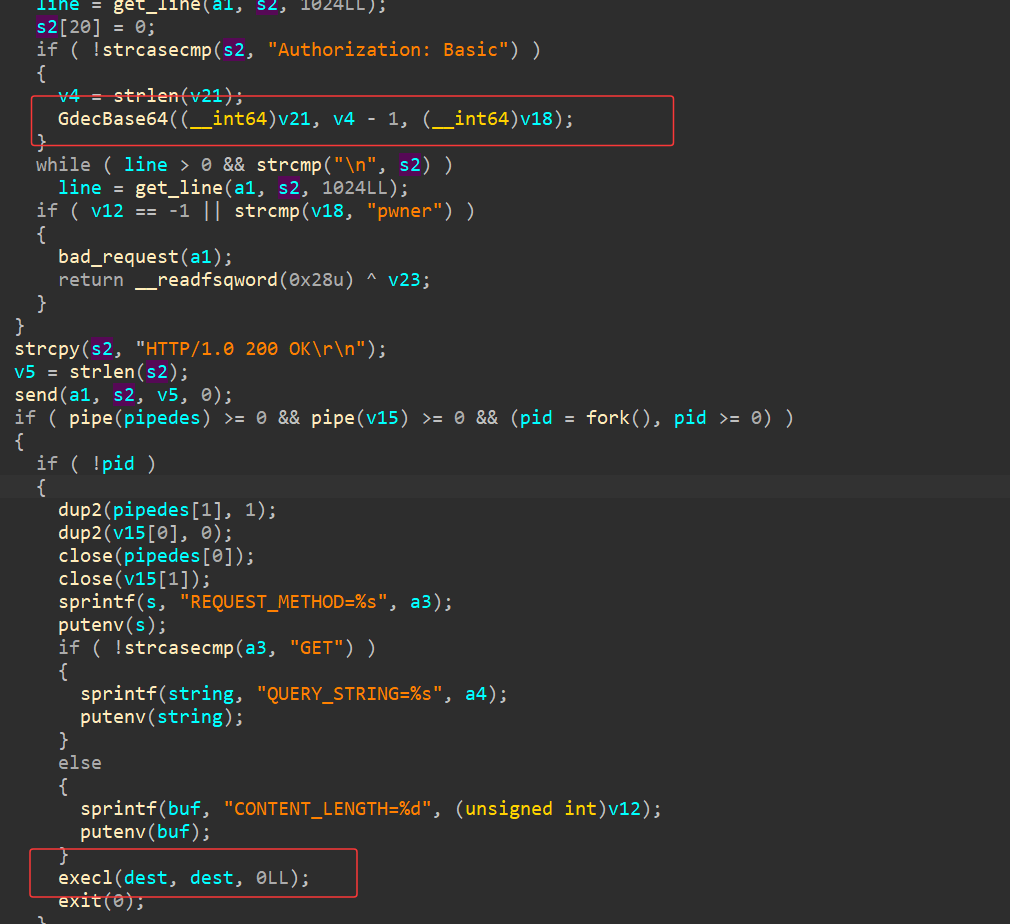 line = get_line(a1, s2, 1024LL);
s2[20] = 0;
if ( !strcasecmp(s2, "Authorization: Basic") )
{
v4 = strlen(v21);
GdecBase64((__int64)v21, v4 - 1, (__int64)v18);
}
while ( line > 0 && strcmp("\n", s2) )
line = get_line(a1, s2, 1024LL);
if ( v12 == -1 || strcmp(v18, "pwner") )
{
bad_request(a1);
return __readfsqword(0x28u) ^ v23;
}
}
strcpy(s2, "HTTP/1.0 200 OK\r\n");
v5 = strlen(s2);
send(a1, s2, v5, 0);
if ( pipe(pipedes) >= 0 && pipe(v15) >= 0 && (pid = fork(), pid >= 0) )
{
if ( !pid )
{
dup2(pipedes[1], 1);
dup2(v15[0], 0);
close(pipedes[0]);
close(v15[1]);
sprintf(s, "REQUEST_METHOD=%s", a3);
putenv(s);
if ( !strcasecmp(a3, "GET") )
{
sprintf(string, "QUERY_STRING=%s", a4);
putenv(string);
}
else
{
sprintf(buf, "CONTENT_LENGTH=%d", (unsigned int)v12);
putenv(buf);
}
execl(dest, dest, 0LL);
exit(0);
}